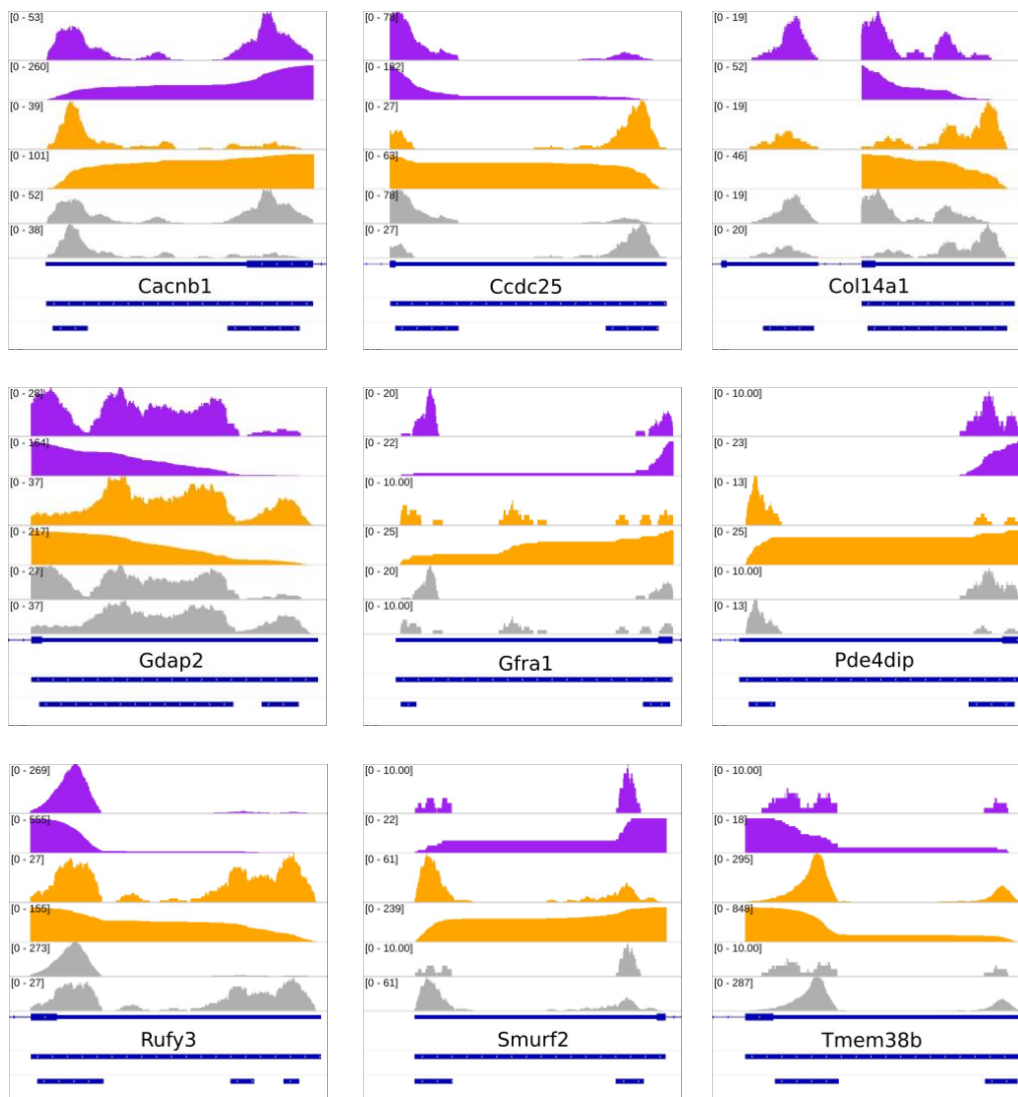 [0 - 53]
[0 - 260]
[0 - 39]
[0 - 101]
[0 - 52]
[0 - 38]
Cacnb1
[0 - 78]
[0 - 182]
[0 - 27]
[0 - 63]
[0 - 78]
[0 - 27]
Ccdc25
[0 - 19]
[0 - 52]
[0 - 19]
[0 - 46]
[0 - 19]
[0 - 20]
Col14a1
[0 - 28]
[0 - 164]
[0 - 37]
[0 - 217]
[0 - 27]
[0 - 37]
Gdap2
[0 - 20]
[0 - 22]
[0 - 10.00]
[0 - 25]
[0 - 20]
[0 - 10.00]
Gfra1
[0 - 10.00]
[0 - 23]
[0 - 13]
[0 - 25]
[0 - 10.00]
[0 - 13]
Pde4dip
[0 - 269]
[0 - 555]
[0 - 27]
[0 - 155]
[0 - 273]
[0 - 27]
Rufy3
[0 - 10.00]
[0 - 22]
[0 - 61]
[0 - 239]
[0 - 10.00]
[0 - 61]
Smurf2
[0 - 10.00]
[0 - 18]
[0 - 295]
[0 - 848]
[0 - 10.00]
[0 - 287]
Tmem38b